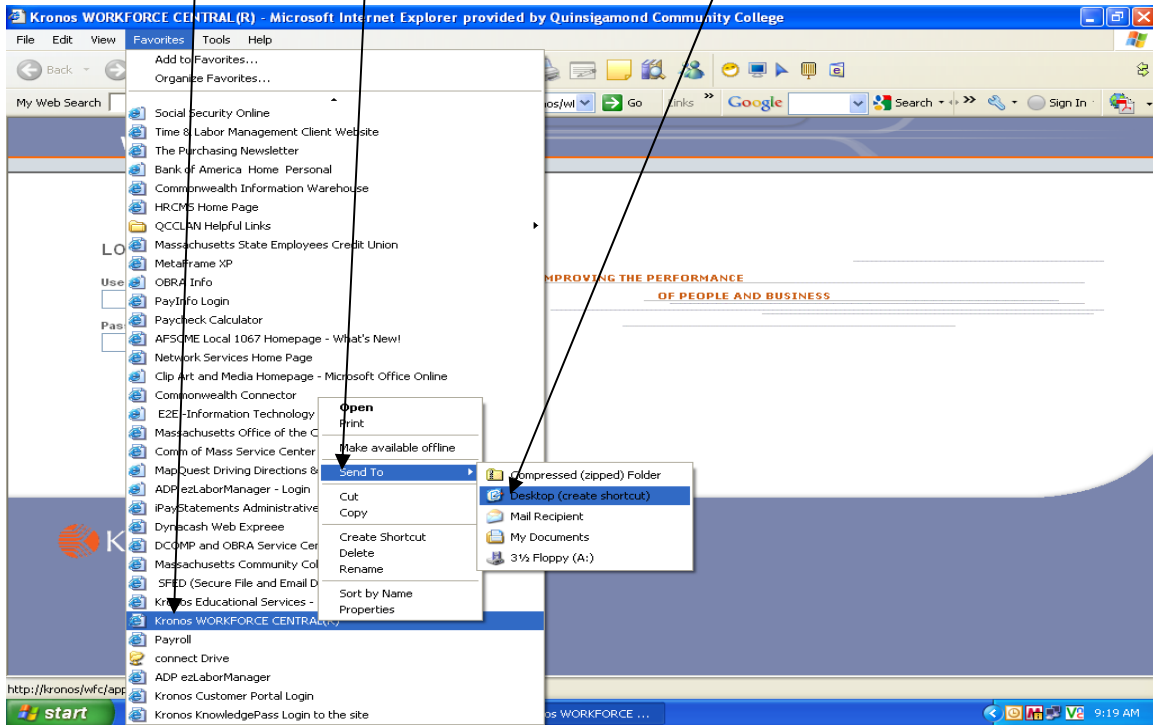 Kronos WORKFORCE CENTRAL(R) - Microsoft Internet Explorer provided by Quinsigamond Community College
File Edit View Favorites Tools Help
Back
My Web Search
os/wl Go Links » Google Search » Sign In
Add to Favorites...
Organize Favorites...
Social Security Online
Time & Labor Management Client Website
The Purchasing Newsletter
Bank of America Home Personal
Commonwealth Information Warehouse
HRCMS Home Page
QCCLAN Helpful Links
Massachusetts State Employees Credit Union
MetaFrame XP
OBRA Info
PayInfo Login
Paycheck Calculator
AFSCME Local 1067 Homepage - What's New!
Network Services Home Page
Clip Art and Media Homepage - Microsoft Office Online
Commonwealth Connector
E2E -Information Technology
Massachusetts Office of the C
Comm of Mass Service Center
MapQuest Driving Directions &
ADP ezLaborManager - Login
iPayStatements Administrative
Dynacash Web Expreee
DCOMP and OBRA Service Cen
Massachusetts Community Col
SFED (Secure File and Email D
Kronos Educational Services -
Kronos WORKFORCE CENTRAL(R)
Payroll
connect Drive
ADP ezLaborManager
Kronos Customer Portal Login
Kronos KnowledgePass Login to the site
Open
Print
Make available offline
Send To
Cut
Copy
Create Shortcut
Delete
Rename
Sort by Name
Properties
Compressed (zipped) Folder
Desktop (create shortcut)
Mail Recipient
My Documents
3½ Floppy (A:)
LO
Use
Pas
MPROVING THE PERFORMANCE
OF PEOPLE AND BUSINESS
K
http://kronos/wfc/app
start
os WORKFORCE ...
9:19 AM